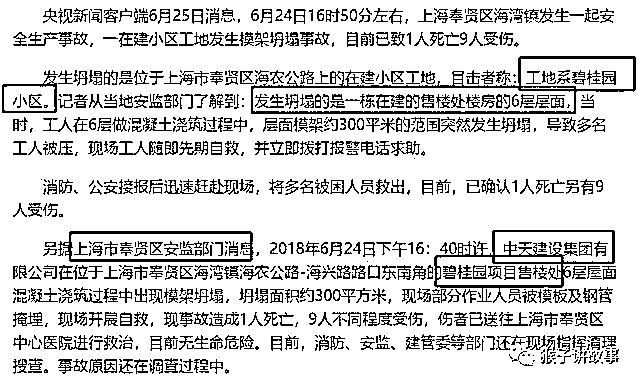 央视新闻客户端6月25日消息，6月24日16时50分左右，上海奉贤区海湾镇发生一起安
全生产事故，一在建小区工地发生模架坍塌事故，目前已致1人死亡9人受伤。
发生坍塌的是位于上海市奉贤区海农公路上的在建小区工地，目击者称：工地系碧桂园
小区。记者从当地安监部门了解到：发生坍塌的是一栋在建的售楼处楼房的6层层面，当
时，工人在6层做混凝土浇筑过程中，层面模架约300平米的范围突然发生坍塌，导致多名
工人被压，现场工人随即先期自救，并立即拨打报警电话求助。
消防、公安接报后迅速赶赴现场，将多名被困人员救出，目前，已确认1人死亡另有9
人受伤。
另据上海市奉贤区安监部门消息，2018年6月24日下午16：40时许，中天建设集团有
限公司在位于上海市奉贤区海湾镇海农公路-海兴路路口东南角的碧桂园项目售楼处6层层面
混凝土浇筑过程中出现模架坍塌，坍塌面积约300平方米，现场部分作业人员被模板及钢管
掩埋，现场开展自救，现事故造成1人死亡，9人不同程度受伤，伤者已送往上海市奉贤区
中心医院进行救治，目前无生命危险。目前，消防、安监、建管委等部门还在现场指挥清理
搜查。事故原因还在调查过程中。
猴子讲故事